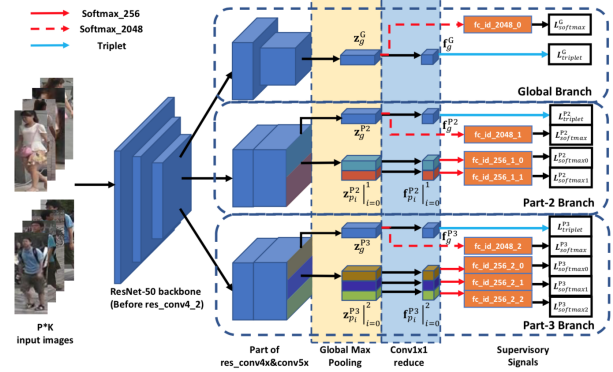 Softmax_256
Softmax_2048
Triplet
z_g^G
f_g^G
fc_id_2048_0
L_softmax^G
L_triplet^G
Global Branch
z_g^P2
f_g^P2
L_triplet^P2
fc_id_2048_1
L_softmax^P2
fc_id_256_1_0
L_softmax0^P2
fc_id_256_1_1
L_softmax1^P2
z_pi^P2|_i=0^1
f_pi^P2|_i=0^1
Part-2 Branch
z_g^P3
f_g^P3
L_triplet^P3
fc_id_2048_2
L_softmax^P3
fc_id_256_2_0
L_softmax0^P3
fc_id_256_2_1
L_softmax1^P3
fc_id_256_2_2
L_softmax2^P3
z_pi^P3|_i=0^2
f_pi^P3|_i=0^2
Part-3 Branch
ResNet-50 backbone
(Before res_conv4_2)
P*K
input images
Part of
res_conv4x&conv5x
Global Max
Pooling
Conv1x1
reduce
Supervisory
Signals